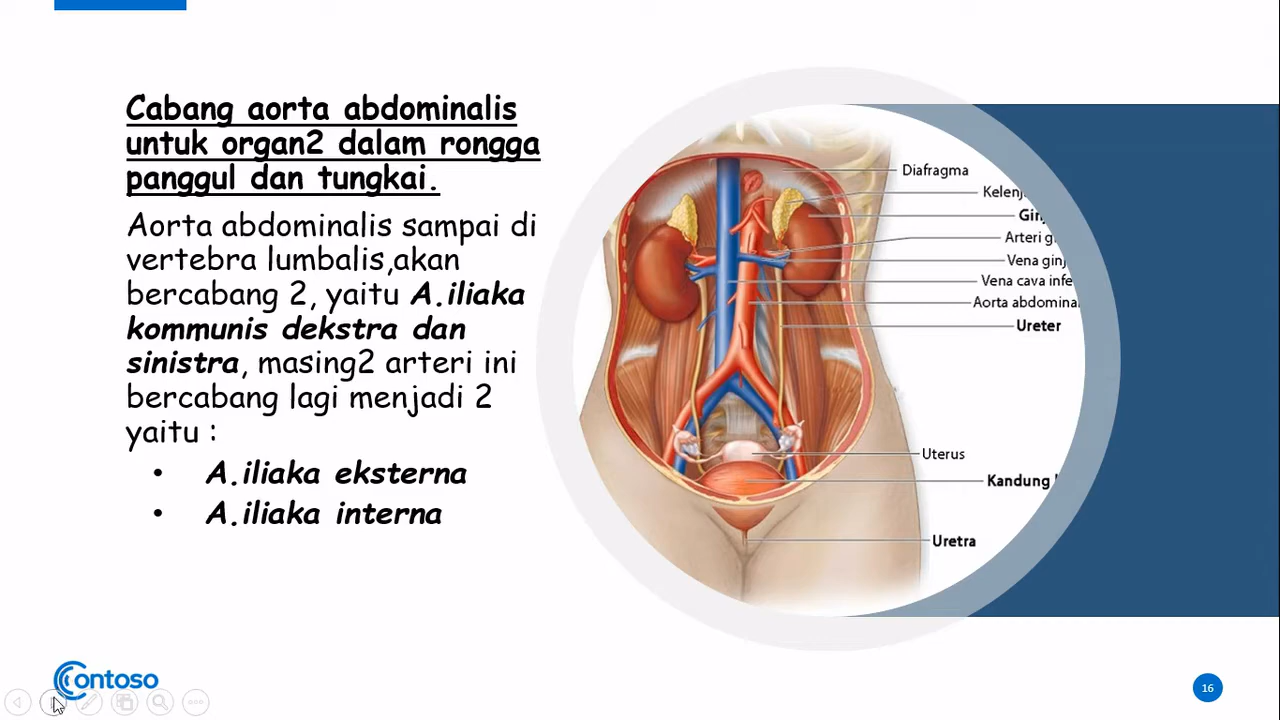 Cabang aorta abdominalis
untuk organ2 dalam rongga
panggul dan tungkai.
Aorta abdominalis sampai di
vertebra lumbalis,akan
bercabang 2, yaitu A.iliaka
kommunis dekstra dan
sinistra, masing2 arteri ini
bercabang lagi menjadi 2
yaitu :
• A.iliaka eksterna
• A.iliaka interna
Diafragma
Kelenj
Ginj
Arteri g
Vena ginj
Vena cava infe
Aorta abdomina
Ureter
Uterus
Kandung
Uretra
Contoso
16